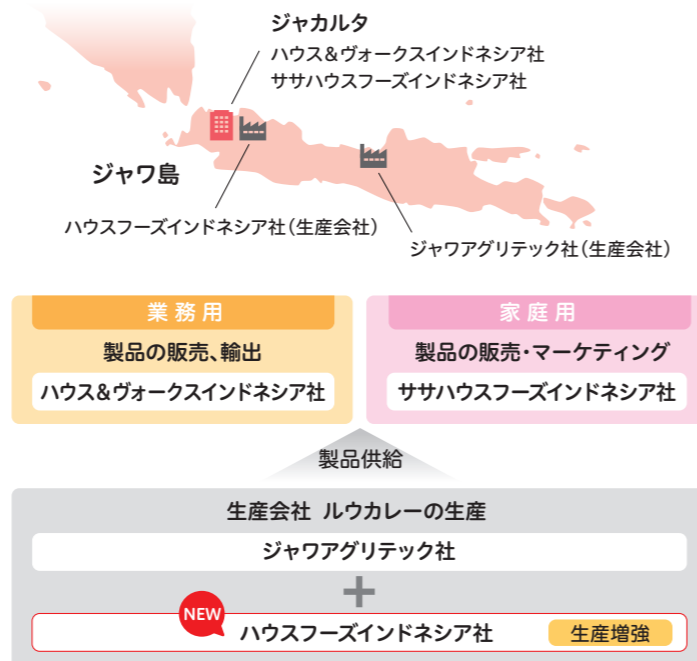 ジャカルタ
ハウス&ヴォークスインドネシア社
ササハウスフーズインドネシア社
ジャワ島
ハウスフーズインドネシア社(生産会社)
ジャワアグリテック社(生産会社)
業務用
製品の販売、輸出
ハウス&ヴォークスインドネシア社
家庭用
製品の販売・マーケティング
ササハウスフーズインドネシア社
製品供給
生産会社 ルウカレーの生産
ジャワアグリテック社
+
NEW
ハウスフーズインドネシア社
生産増強